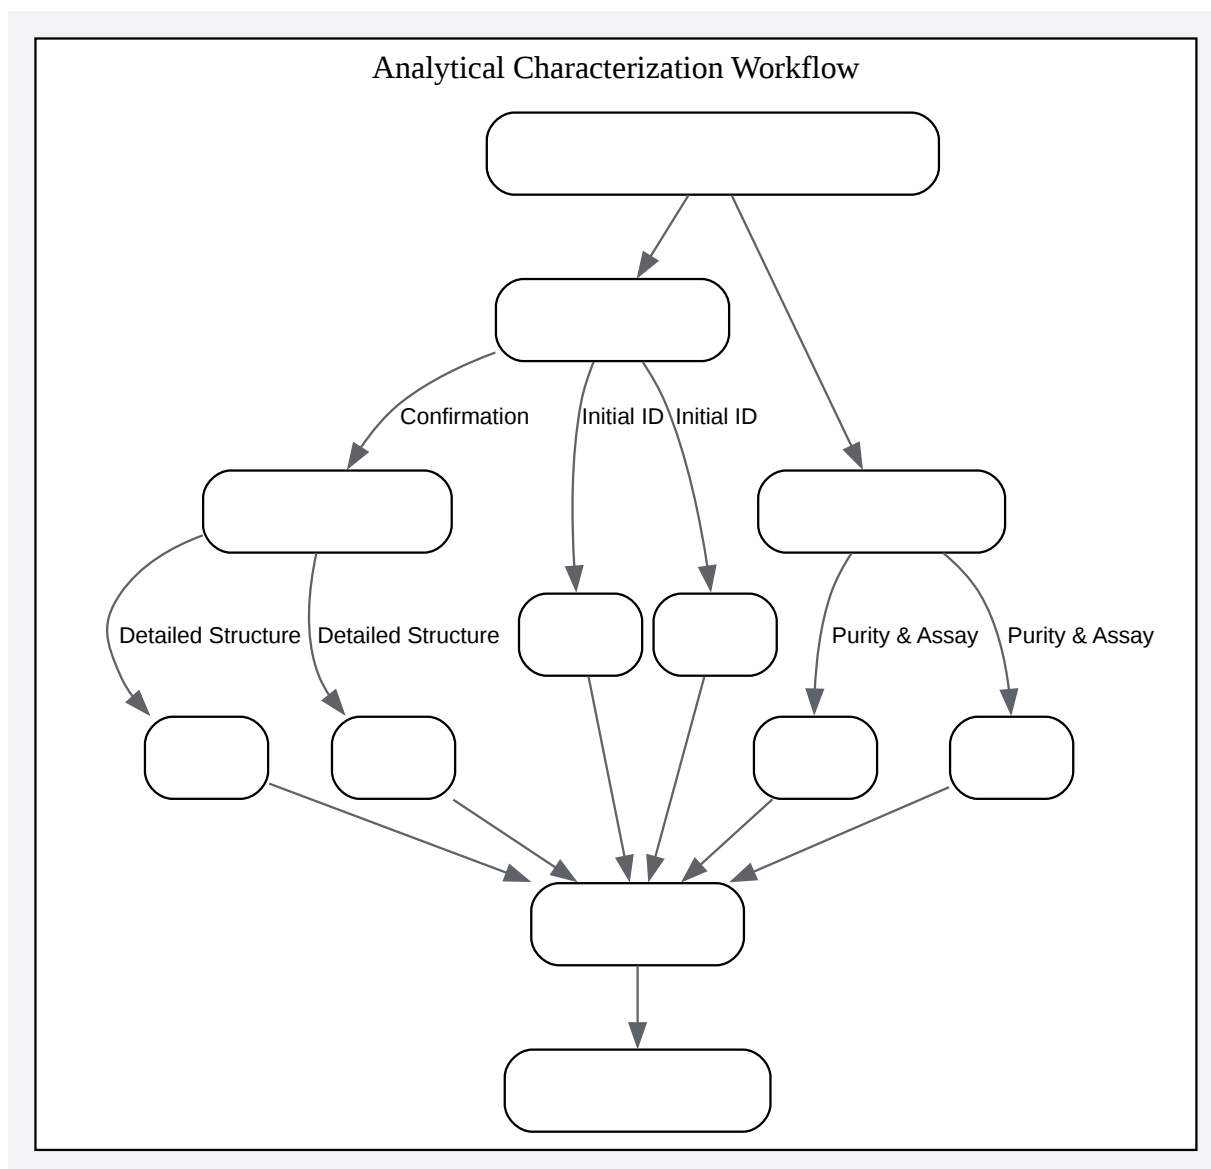 Analytical Characterization Workflow
Confirmation
Initial ID
Initial ID
Detailed Structure
Detailed Structure
Purity & Assay
Purity & Assay